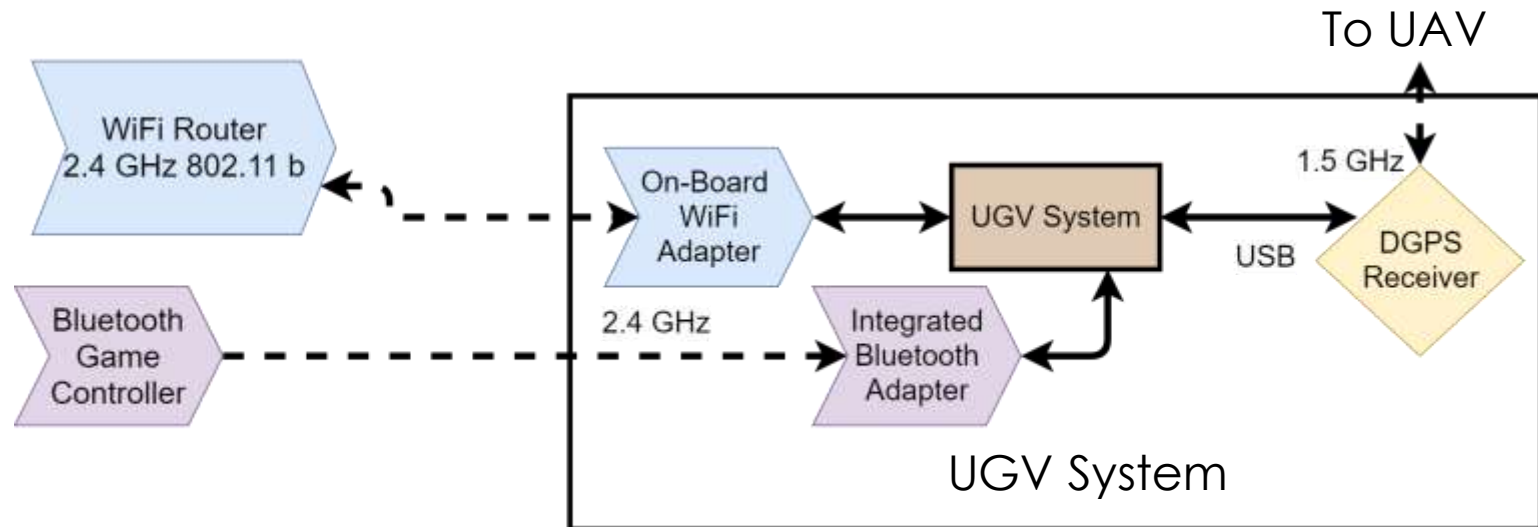 To UAV
WiFi Router
2.4 GHz 802.11 b
On-Board
WiFi
Adapter
UGV System
1.5 GHz
USB
DGPS
Receiver
Bluetooth
Game
Controller
2.4 GHz
Integrated
Bluetooth
Adapter
UGV System